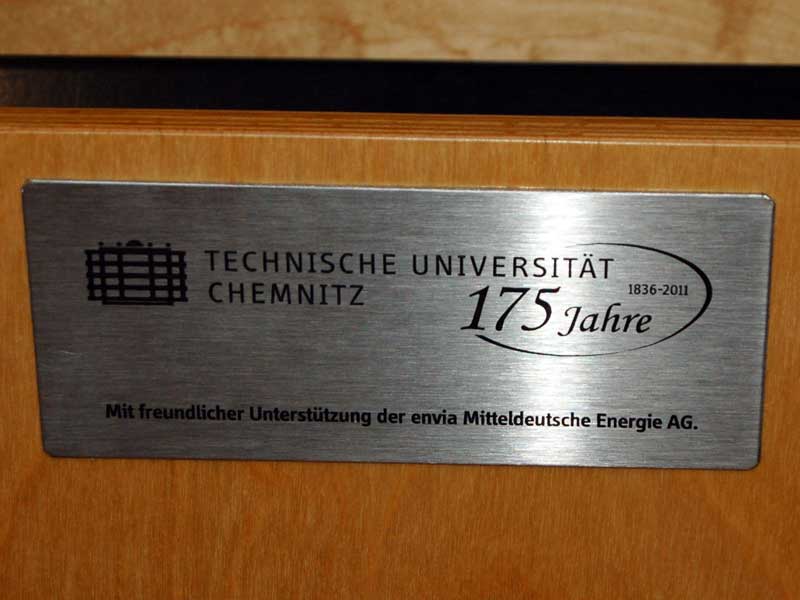 TECHNISCHE UNIVERSITÄT
CHEMNITZ
175 Jahre
1836-2011
Mit freundlicher Unterstützung der envia Mitteldeutsche Energie AG.